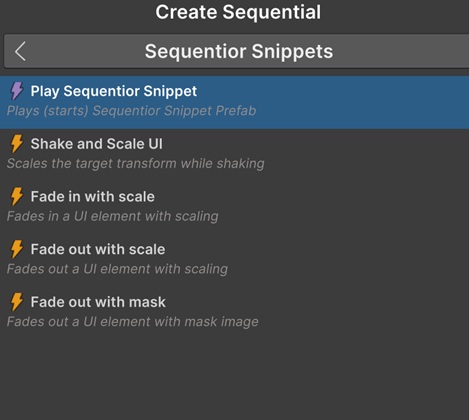 Create Sequential
Sequentior Snippets
Play Sequentior Snippet
Plays (starts) Sequentior Snippet Prefab
Shake and Scale UI
Scales the target transform while shaking
Fade in with scale
Fades in a UI element with scaling
Fade out with scale
Fades out a UI element with scaling
Fade out with mask
Fades out a UI element with mask image